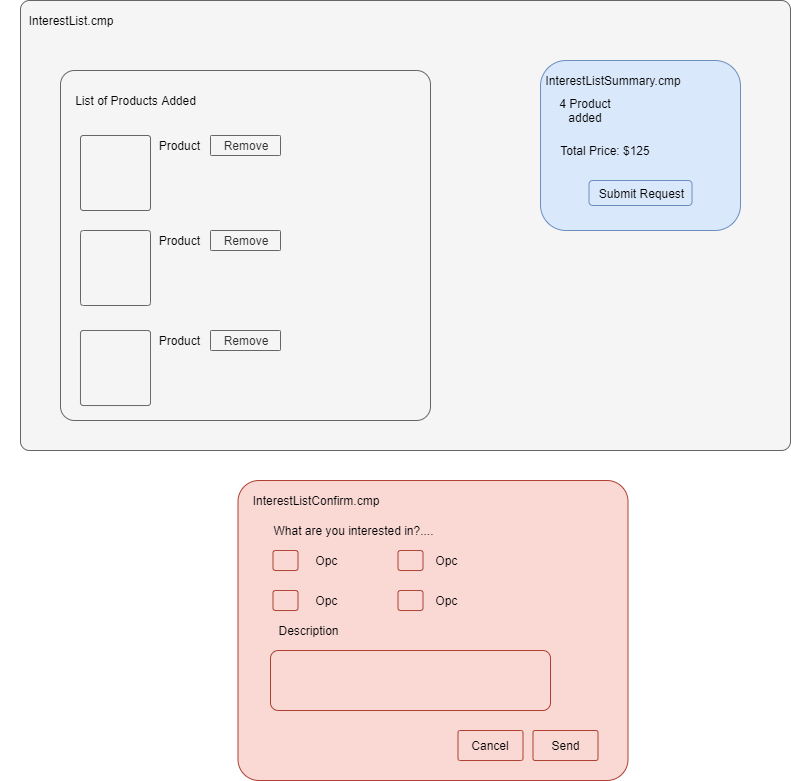 InterestList.cmp
List of Products Added
Product Remove
Product Remove
Product Remove
InterestListSummary.cmp
4 Product
added
Total Price: $125
Submit Request
InterestListConfirm.cmp
What are you interested in?....
Opc Opc
Opc Opc
Description
Cancel Send